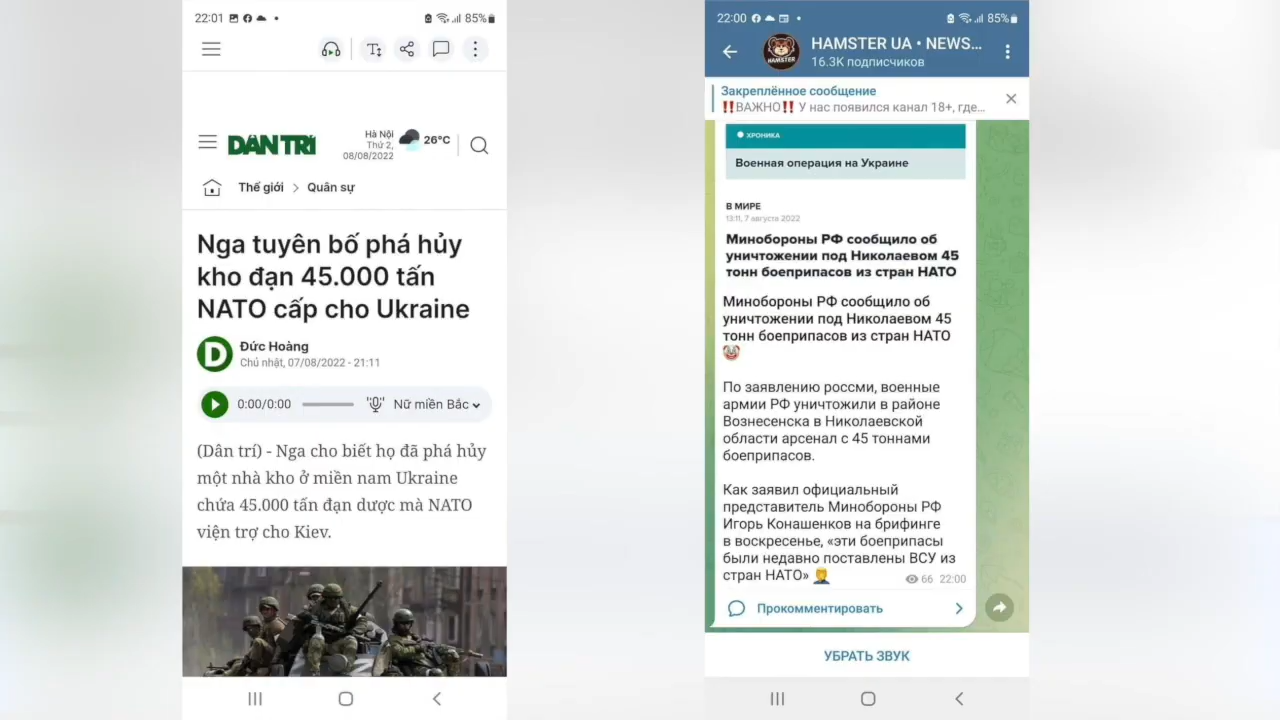 22:01
85%
DÂN TRÍ
Hà Nội
Thứ 2,
08/08/2022
26°C
Thế giới > Quân sự
Nga tuyên bố phá hủy
kho đạn 45.000 tấn
NATO cấp cho Ukraine
Đức Hoàng
Chủ nhật, 07/08/2022 - 21:11
0:00/0:00
Nữ miền Bắc
(Dân trí) - Nga cho biết họ đã phá hủy
một nhà kho ở miền nam Ukraine
chứa 45.000 tấn đạn dược mà NATO
viện trợ cho Kiev.
22:00
85%
HAMSTER UA • NEWS...
16.3K подписчиков
HAMSTER
Закреплённое сообщение
‼️ВАЖНО‼️ У нас появился канал 18+, где...
ХРОНИКА
Военная операция на Украине
В МИРЕ
13:11, 7 августа 2022
Минобороны РФ сообщило об
уничтожении под Николаевом 45
тонн боеприпасов из стран НАТО
Минобороны РФ сообщило об
уничтожении под Николаевом 45
тонн боеприпасов из стран НАТО
🤡
По заявлению россми, военные
армии РФ уничтожили в районе
Вознесенска в Николаевской
области арсенал с 45 тоннами
боеприпасов.
Как заявил официальный
представитель Минобороны РФ
Игорь Конашенков на брифинге
в воскресенье, «эти боеприпасы
были недавно поставлены ВСУ из
стран НАТО» 🤦
66 22:00
Прокомментировать
УБРАТЬ ЗВУК